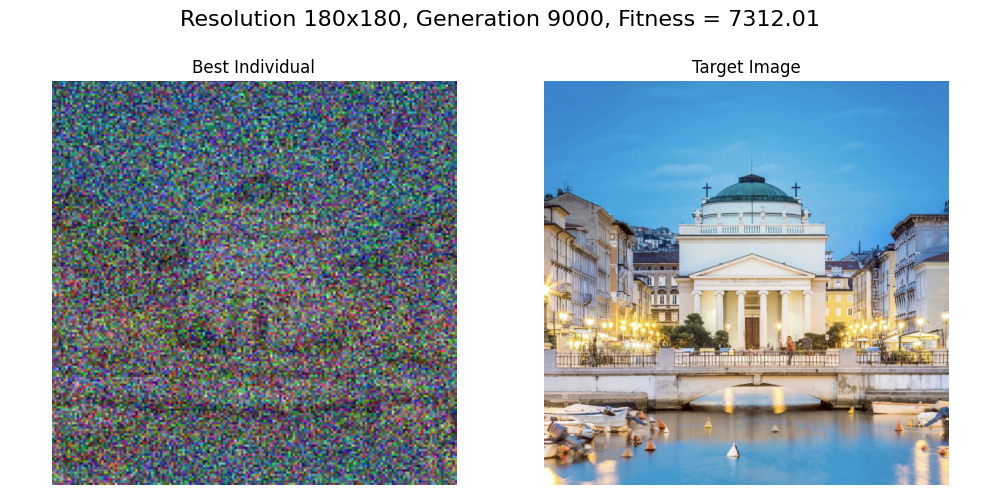 Resolution 180x180, Generation 9000, Fitness = 7312.01
Best Individual
Target Image